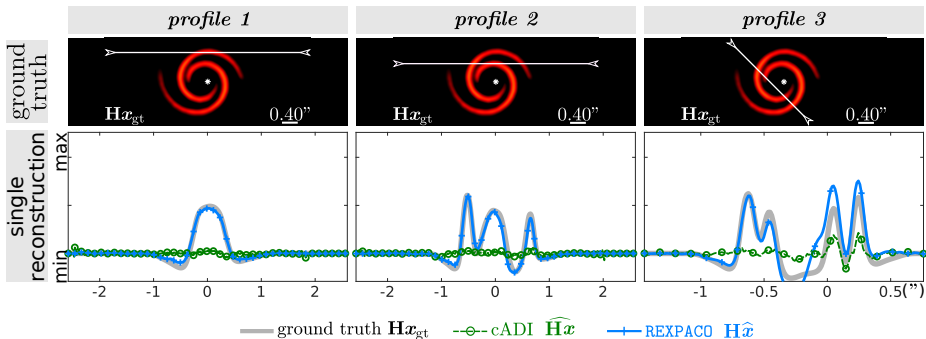 profile 1 profile 2 profile 3
ground truth
Hx_gt 0.40" Hx_gt 0.40" Hx_gt 0.40"
single reconstruction
max
min
-2 -1 0 1 2 -2 -1 0 1 2 -1 -0.5 0 0.5(")
ground truth Hx_gt cADI \widehat{Hx} REXPACO H\widehat{x}